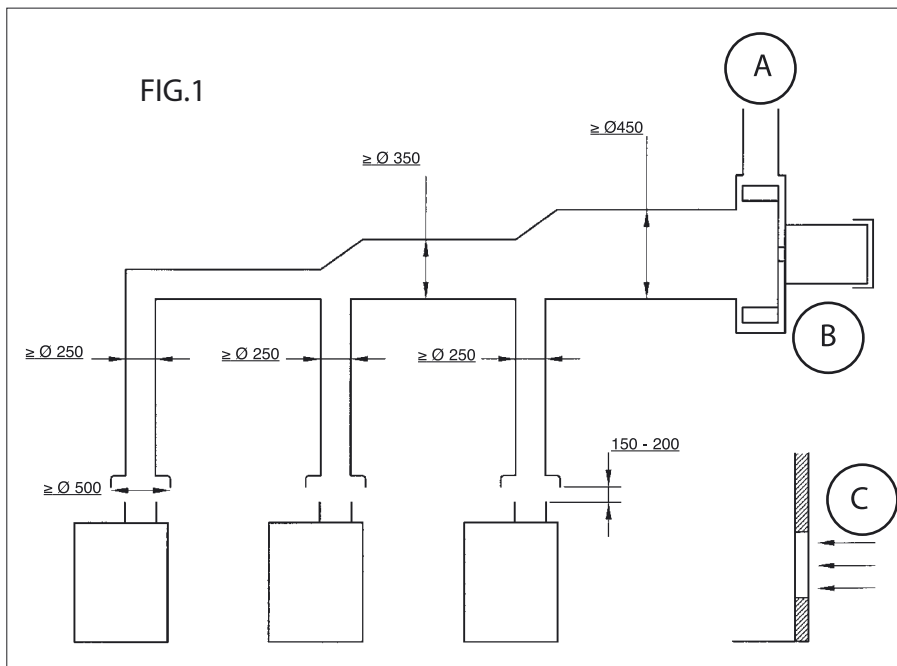 A
FIG.1
≥ Ø450
≥ Ø 350
B
≥ Ø 250
≥ Ø 250
≥ Ø 250
150 - 200
≥ Ø 500
C